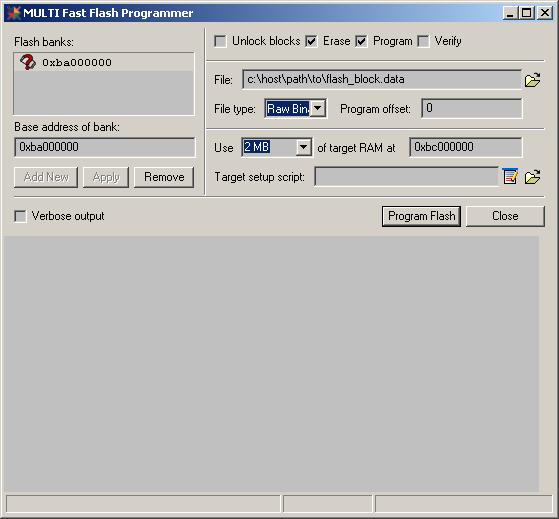 MULTI Fast Flash Programmer
Flash banks:
0xba000000
Base address of bank:
0xba000000
Add New Apply Remove
Unlock blocks Erase Program Verify
File: c:\host\path\to\flash_block.data
File type: Raw Bin Program offset: 0
Use 2 MB of target RAM at 0xbc000000
Target setup script:
Verbose output Program Flash Close